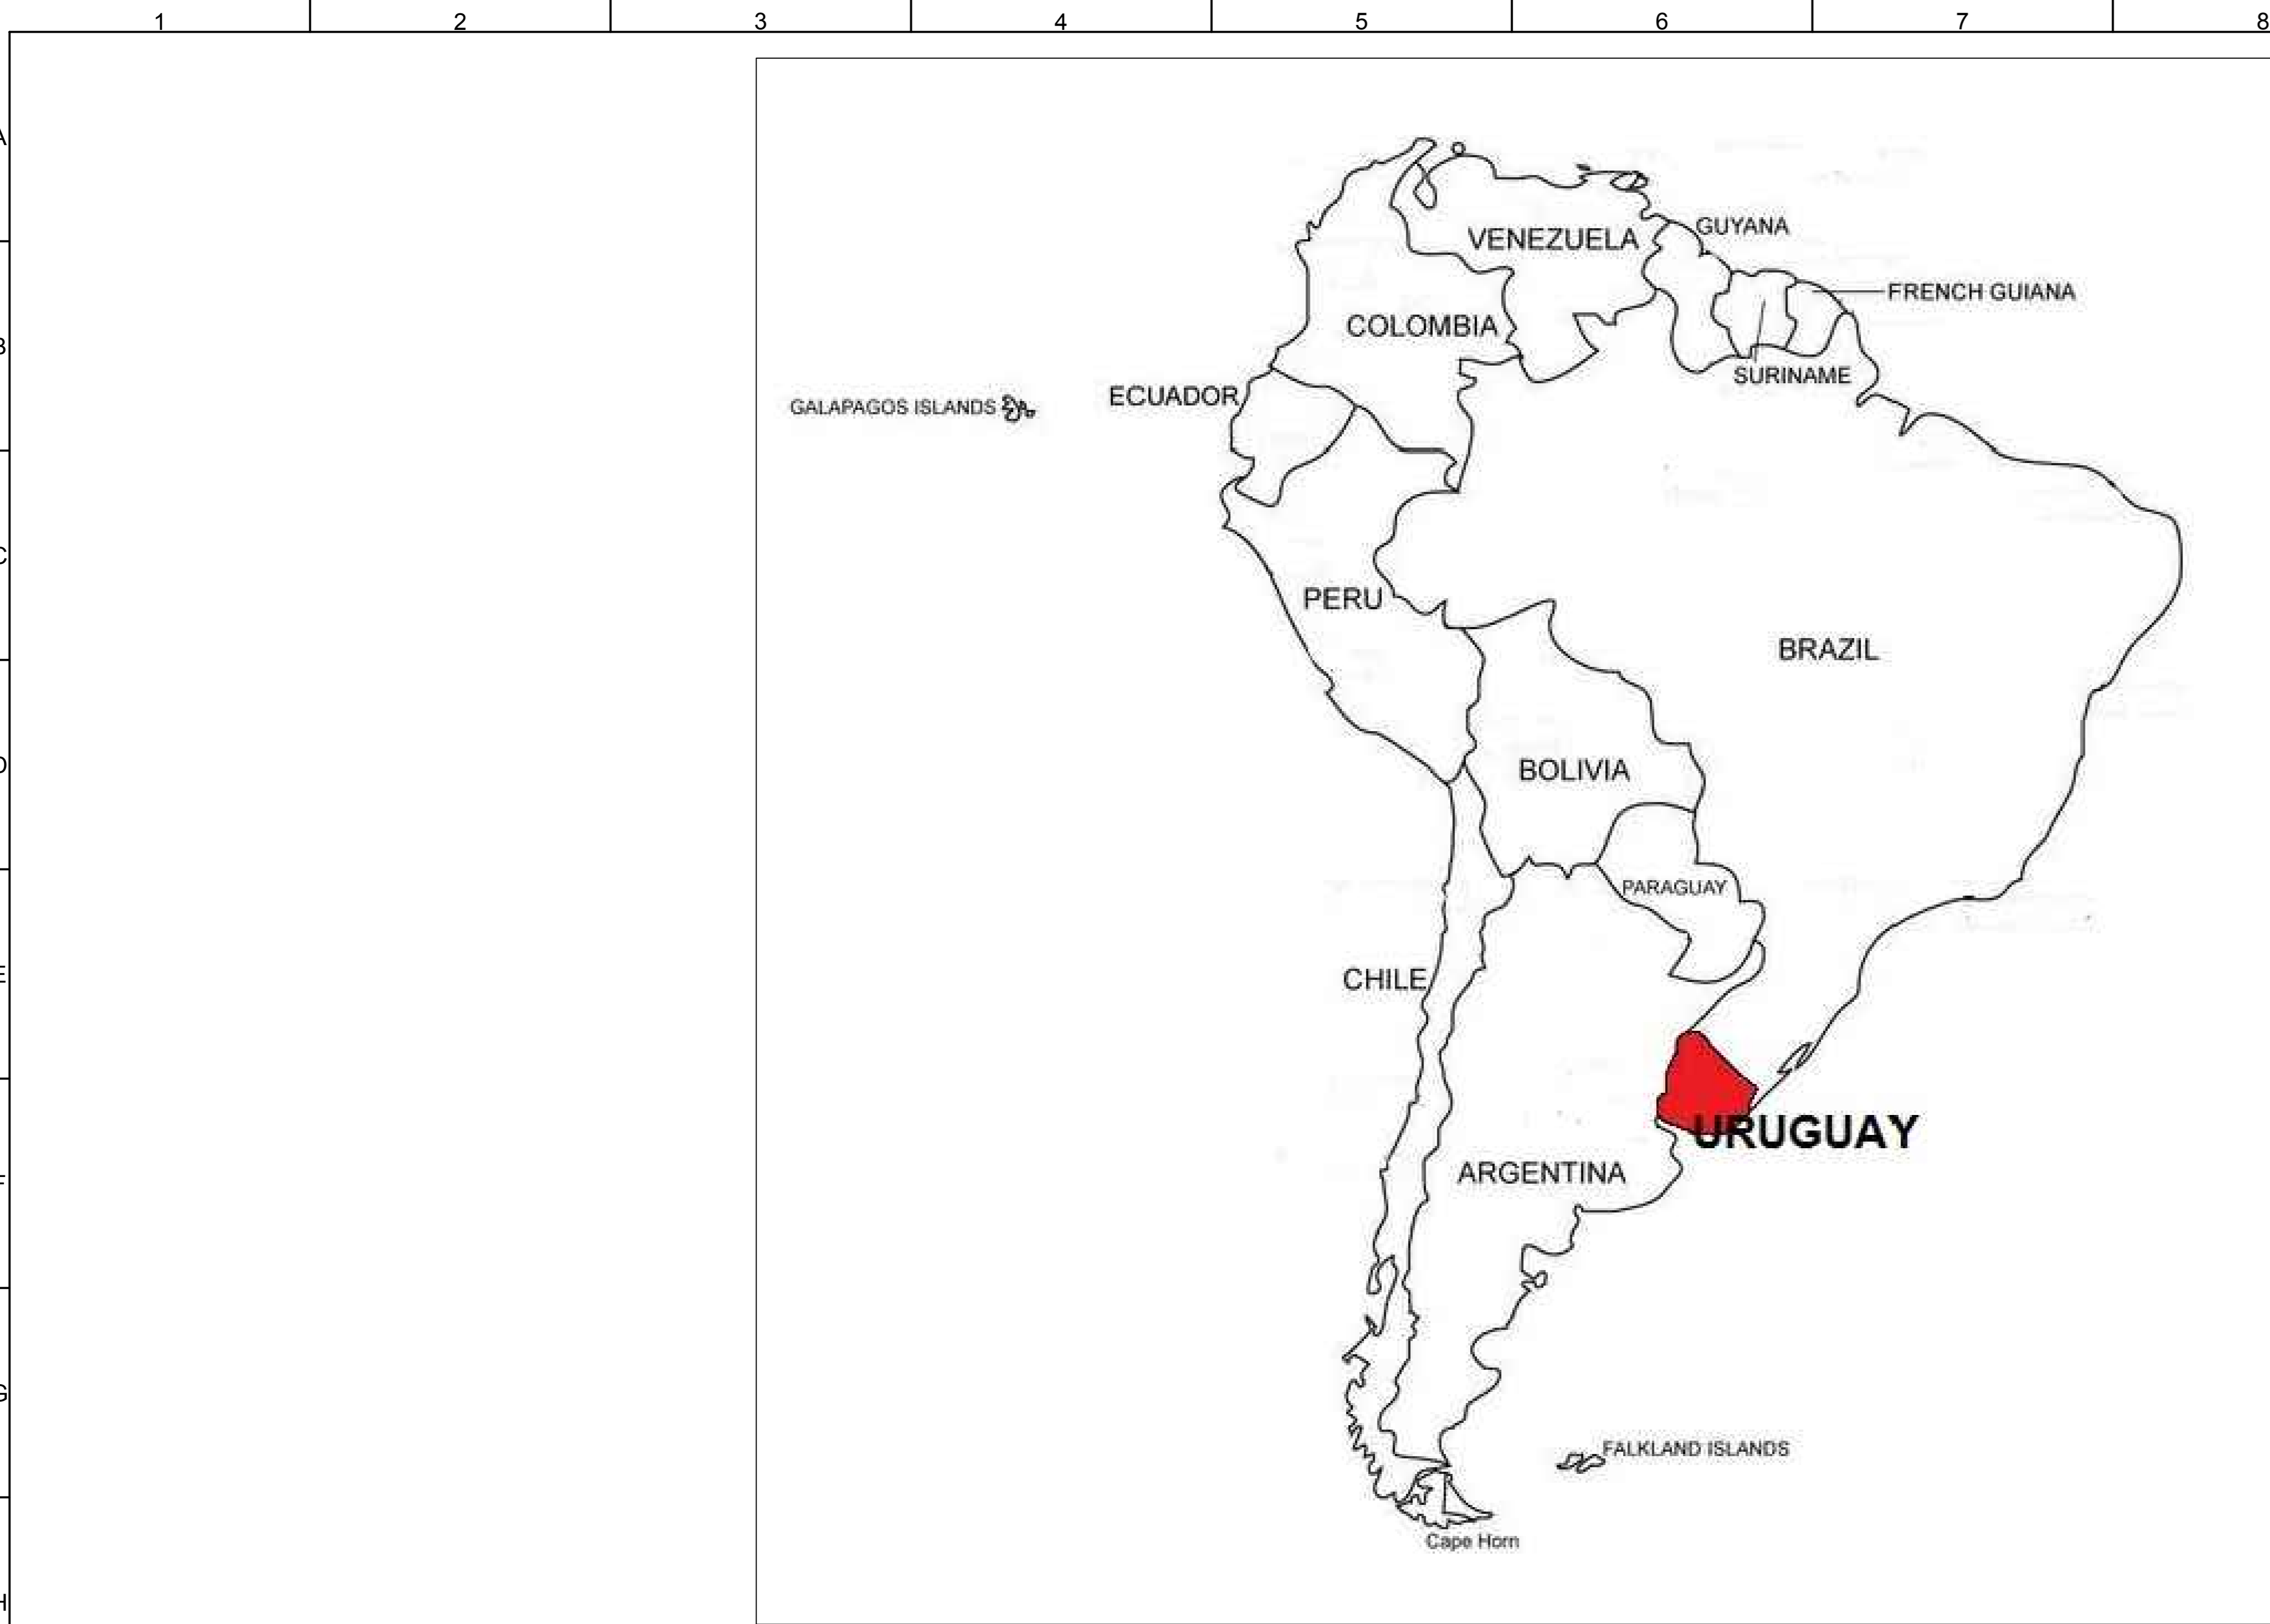 1 2 3 4 5 6 7 8
A
GUYANA
VENEZUELA
FRENCH GUIANA
COLOMBIA
B
SURINAME
ECUADOR
GALAPAGOS ISLANDS
C
PERU
BRAZIL
D
BOLIVIA
PARAGUAY
E
CHILE
URUGUAY
ARGENTINA
F
G
FALKLAND ISLANDS
Cape Horn
H